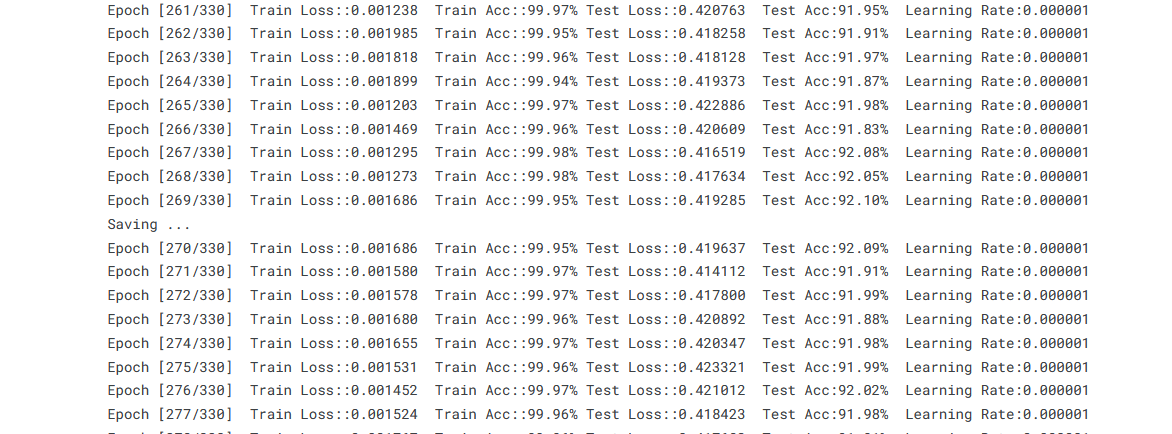 Epoch [261/330]  Train Loss::0.001238  Train Acc::99.97% Test Loss::0.420763  Test Acc:91.95%  Learning Rate:0.000001
Epoch [262/330]  Train Loss::0.001985  Train Acc::99.95% Test Loss::0.418258  Test Acc:91.91%  Learning Rate:0.000001
Epoch [263/330]  Train Loss::0.001818  Train Acc::99.96% Test Loss::0.418128  Test Acc:91.97%  Learning Rate:0.000001
Epoch [264/330]  Train Loss::0.001899  Train Acc::99.94% Test Loss::0.419373  Test Acc:91.87%  Learning Rate:0.000001
Epoch [265/330]  Train Loss::0.001203  Train Acc::99.97% Test Loss::0.422886  Test Acc:91.98%  Learning Rate:0.000001
Epoch [266/330]  Train Loss::0.001469  Train Acc::99.96% Test Loss::0.420609  Test Acc:91.83%  Learning Rate:0.000001
Epoch [267/330]  Train Loss::0.001295  Train Acc::99.98% Test Loss::0.416519  Test Acc:92.08%  Learning Rate:0.000001
Epoch [268/330]  Train Loss::0.001273  Train Acc::99.98% Test Loss::0.417634  Test Acc:92.05%  Learning Rate:0.000001
Epoch [269/330]  Train Loss::0.001686  Train Acc::99.95% Test Loss::0.419285  Test Acc:92.10%  Learning Rate:0.000001
Saving ...
Epoch [270/330]  Train Loss::0.001686  Train Acc::99.95% Test Loss::0.419637  Test Acc:92.09%  Learning Rate:0.000001
Epoch [271/330]  Train Loss::0.001580  Train Acc::99.97% Test Loss::0.414112  Test Acc:91.91%  Learning Rate:0.000001
Epoch [272/330]  Train Loss::0.001578  Train Acc::99.97% Test Loss::0.417800  Test Acc:91.99%  Learning Rate:0.000001
Epoch [273/330]  Train Loss::0.001680  Train Acc::99.96% Test Loss::0.420892  Test Acc:91.88%  Learning Rate:0.000001
Epoch [274/330]  Train Loss::0.001655  Train Acc::99.97% Test Loss::0.420347  Test Acc:91.98%  Learning Rate:0.000001
Epoch [275/330]  Train Loss::0.001531  Train Acc::99.96% Test Loss::0.423321  Test Acc:91.99%  Learning Rate:0.000001
Epoch [276/330]  Train Loss::0.001452  Train Acc::99.97% Test Loss::0.421012  Test Acc:92.02%  Learning Rate:0.000001
Epoch [277/330]  Train Loss::0.001524  Train Acc::99.96% Test Loss::0.418423  Test Acc:91.98%  Learning Rate:0.000001